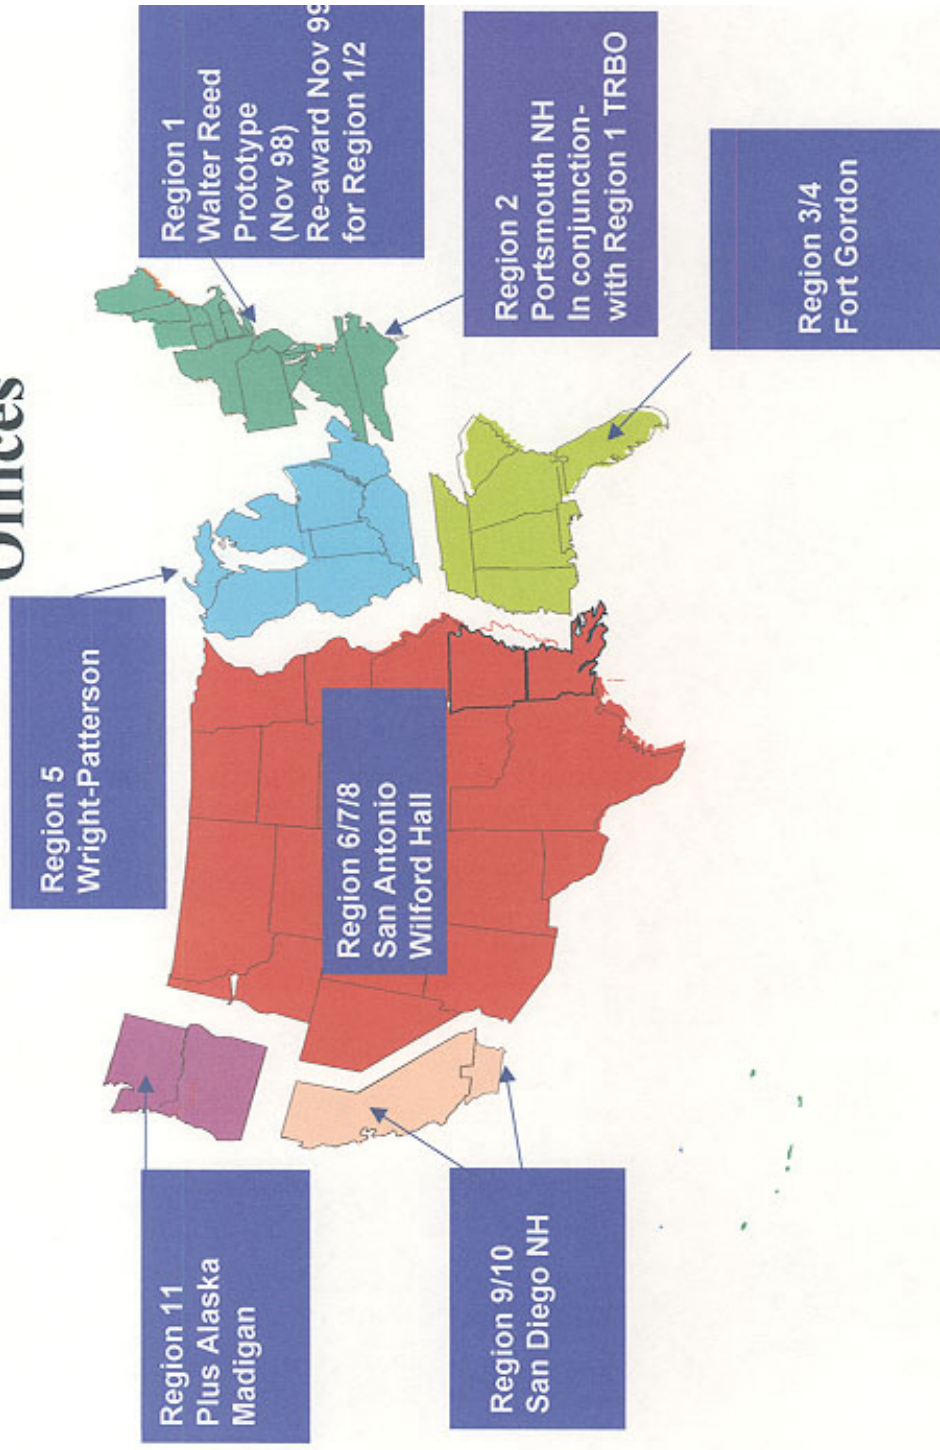 Offices
Region 1
Walter Reed
Prototype
(Nov 98)
Re-award Nov 99
for Region 1/2
Region 2
Portsmouth NH
In conjunction-
with Region 1 TRBO
Region 3/4
Fort Gordon
Region 5
Wright-Patterson
Region 6/7/8
San Antonio
Wilford Hall
Region 11
Plus Alaska
Madigan
Region 9/10
San Diego NH